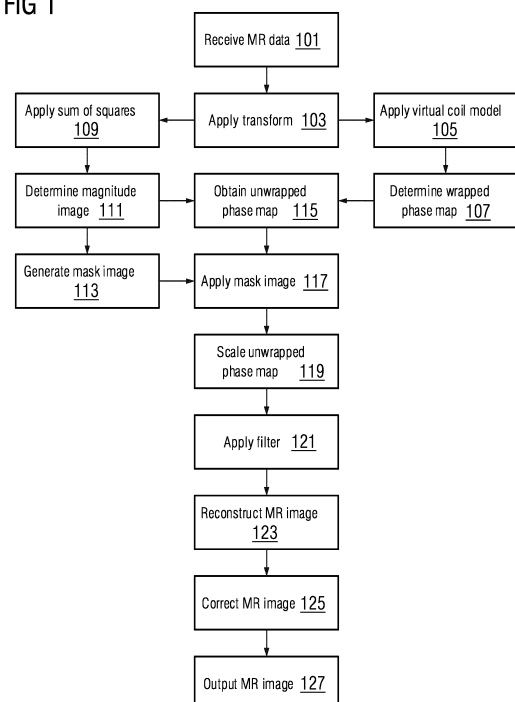 FIG 1
Receive MR data 101
Apply sum of squares
109
Apply transform 103
Apply virtual coil model
105
Determine magnitude
image 111
Obtain unwrapped
phase map 115
Determine wrapped
phase map 107
Generate mask image
113
Apply mask image 117
Scale unwrapped
phase map 119
Apply filter 121
Reconstruct MR image
123
Correct MR image 125
Output MR image 127